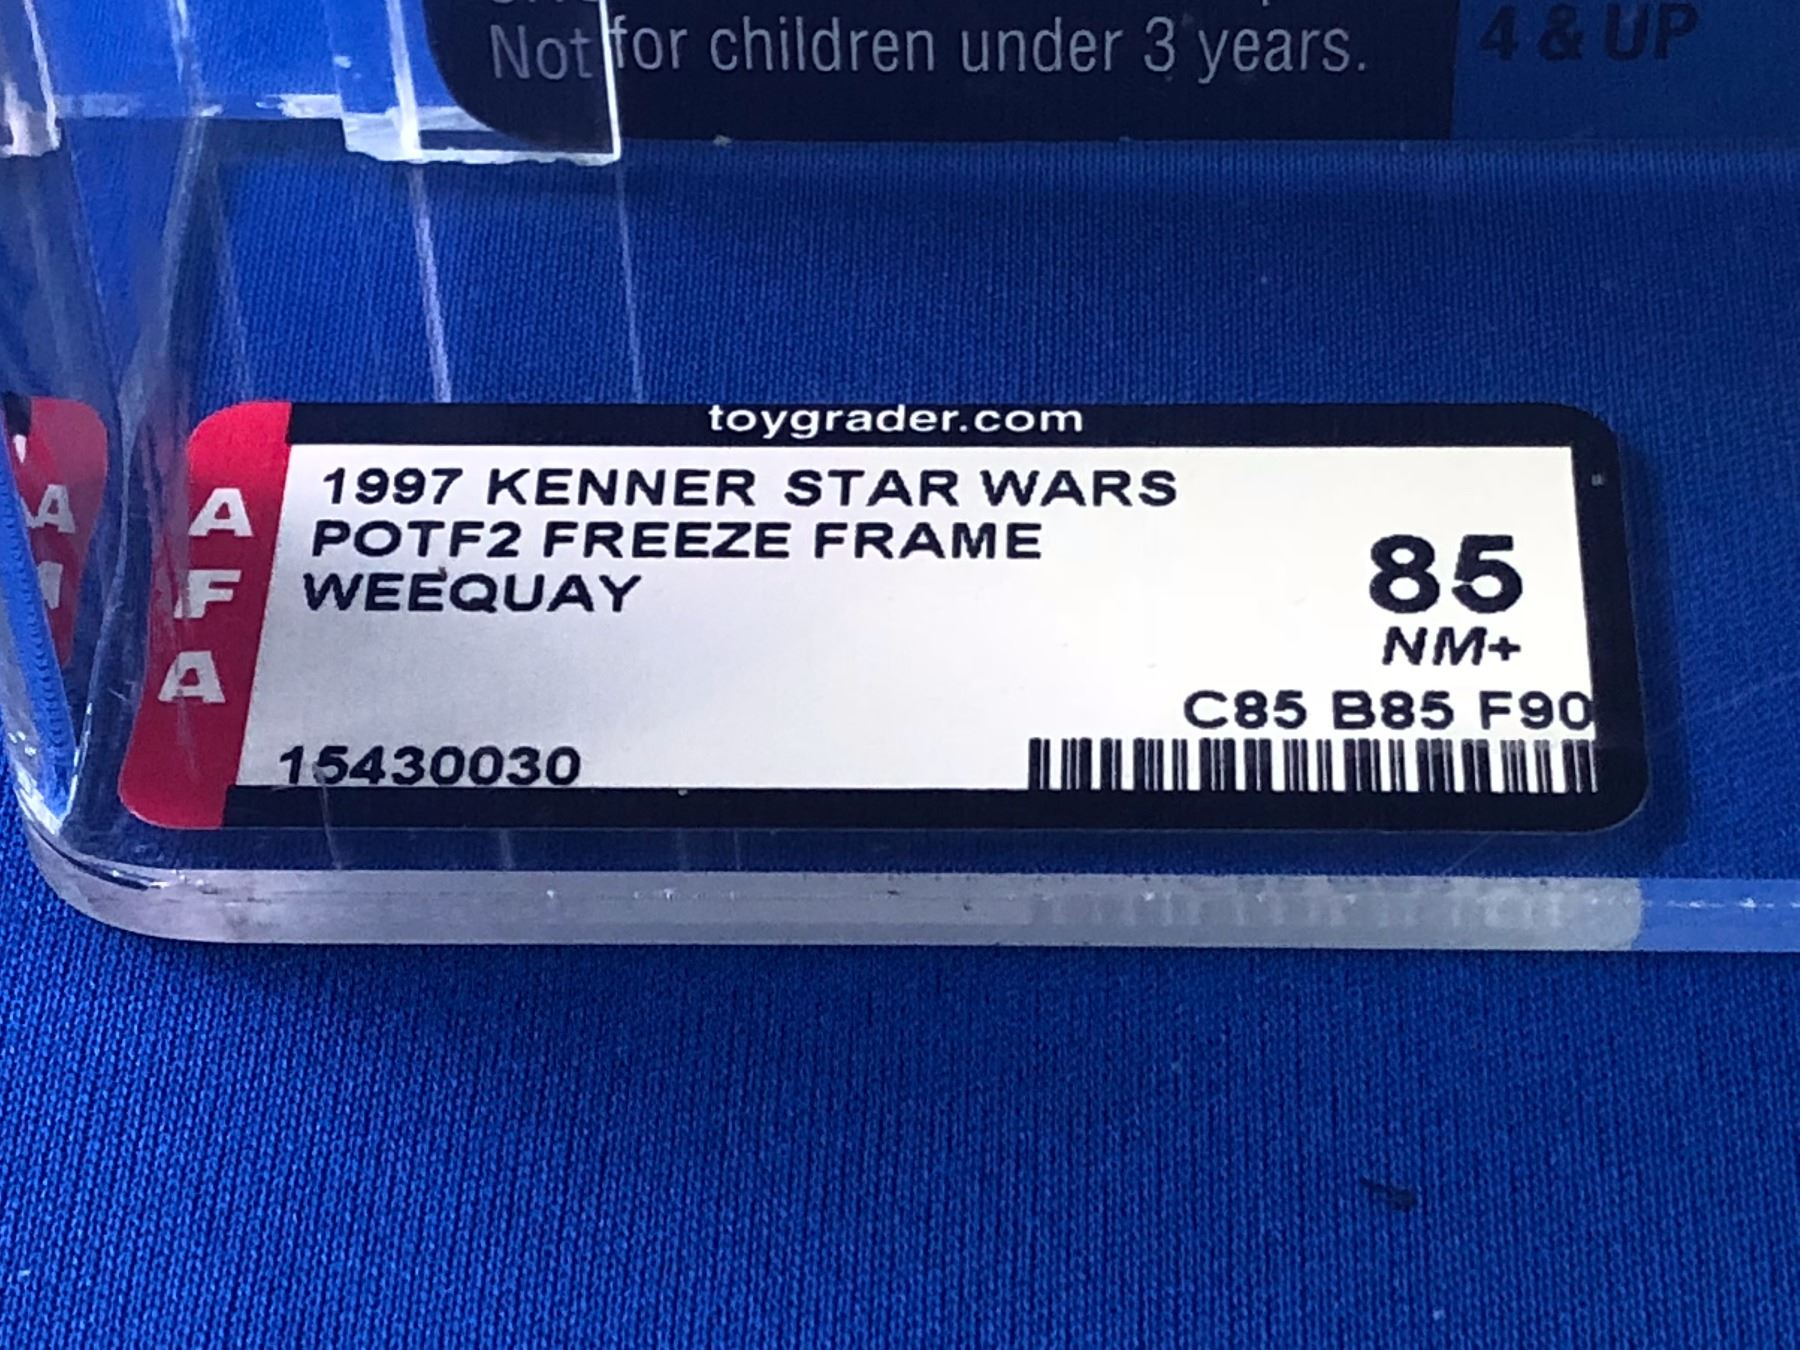 Not for children under 3 years.
4 & UP
toygrader.com
AFA
1997 KENNER STAR WARS
POTF2 FREEZE FRAME
WEEQUAY
85
NM+
C85 B85 F90
15430030